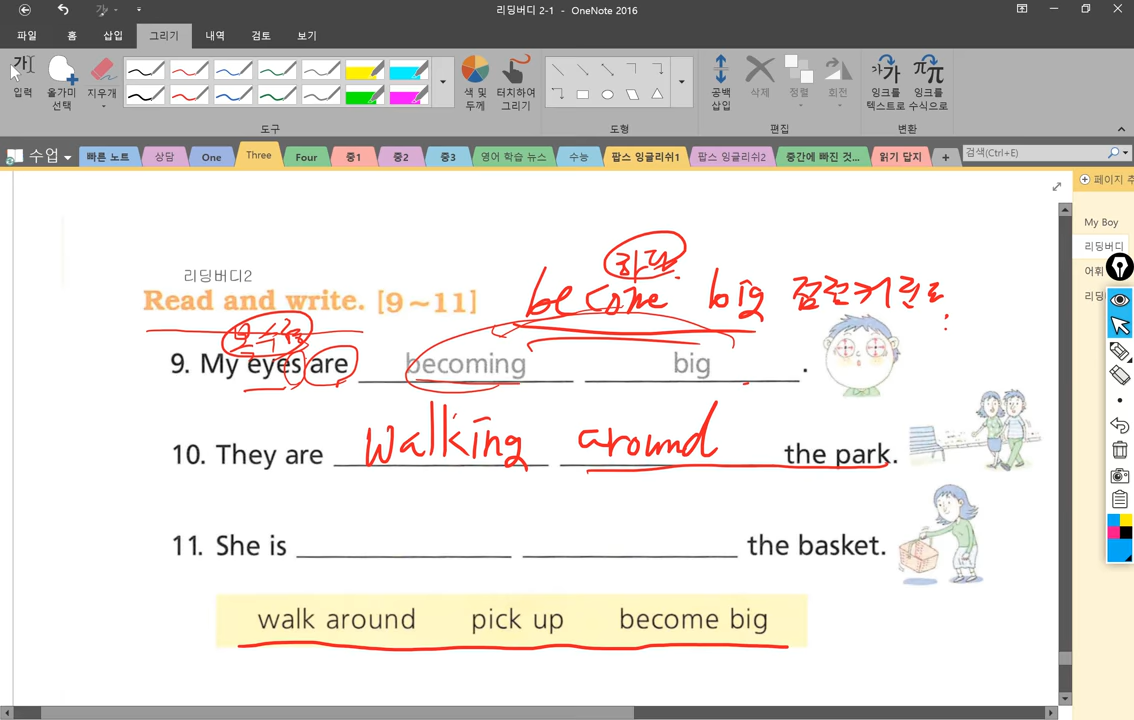 리딩버디 2-1 - OneNote 2016
파일 홈 삽입 그리기 내역 검토 보기
가
입력 올가미 선택 지우개 색 및 두께 터치하여 그리기 공백 삽입 삭제 정렬 회전 잉크를 텍스트로 잉크를 수식으로
도구 도형 편집 변환
수업 빠른 노트 상담 One Three Four 중1 중2 중3 영어 학습 뉴스 수능 팝스 잉글리쉬1 팝스 잉글리쉬2 중간에 빠진 것... 읽기 답지 + 검색(Ctrl+E)
페이지 추
My Boy
리딩버디
어휘
리딩
하다
리딩버디2
become big
Read and write. [9~11]
복수형
9. My eyes are becoming big .
10. They are walking around the park.
11. She is the basket.
walk around pick up become big